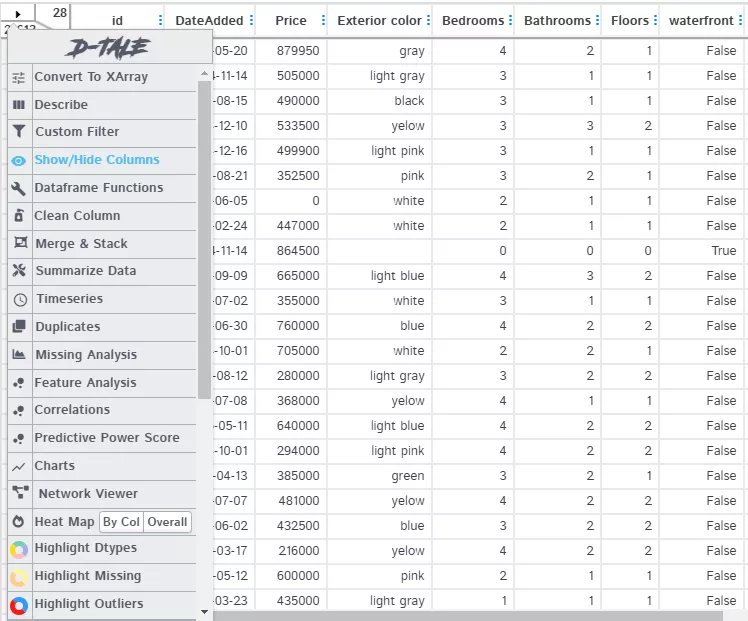 28 id DateAdded Price Exterior color Bedrooms Bathrooms Floors waterfront
D-TALE -05-20 879950 gray 4 2 1 False
Convert To XArray -11-14 505000 light gray 3 1 1 False
Describe -08-15 490000 black 3 1 1 False
Custom Filter -12-10 533500 yelow 3 3 2 False
Show/Hide Columns -12-16 499900 light pink 3 1 1 False
Dataframe Functions -08-21 352500 pink 3 2 1 False
Clean Column -06-05 0 white 2 1 1 False
-02-24 447000 white 2 1 1 False
Merge & Stack -11-14 864500 0 0 0 True
Summarize Data -09-09 665000 light blue 4 3 2 False
Timeseries -07-02 355000 white 3 1 1 False
Duplicates -06-30 760000 blue 4 2 2 False
Missing Analysis -10-01 705000 white 2 2 1 False
Feature Analysis -08-12 280000 light gray 3 2 2 False
Correlations -07-08 368000 yelow 4 1 1 False
Predictive Power Score -05-11 640000 light blue 4 2 2 False
-10-01 294000 light pink 4 2 2 False
Charts -04-13 385000 green 3 2 1 False
Network Viewer -07-07 481000 yelow 4 2 2 False
Heat Map By Col Overall -06-02 432500 blue 3 2 2 False
Highlight Dtypes -03-17 216000 yelow 4 2 2 False
Highlight Missing -05-12 600000 pink 2 1 1 False
Highlight Outliers -03-23 435000 light gray 1 1 1 False